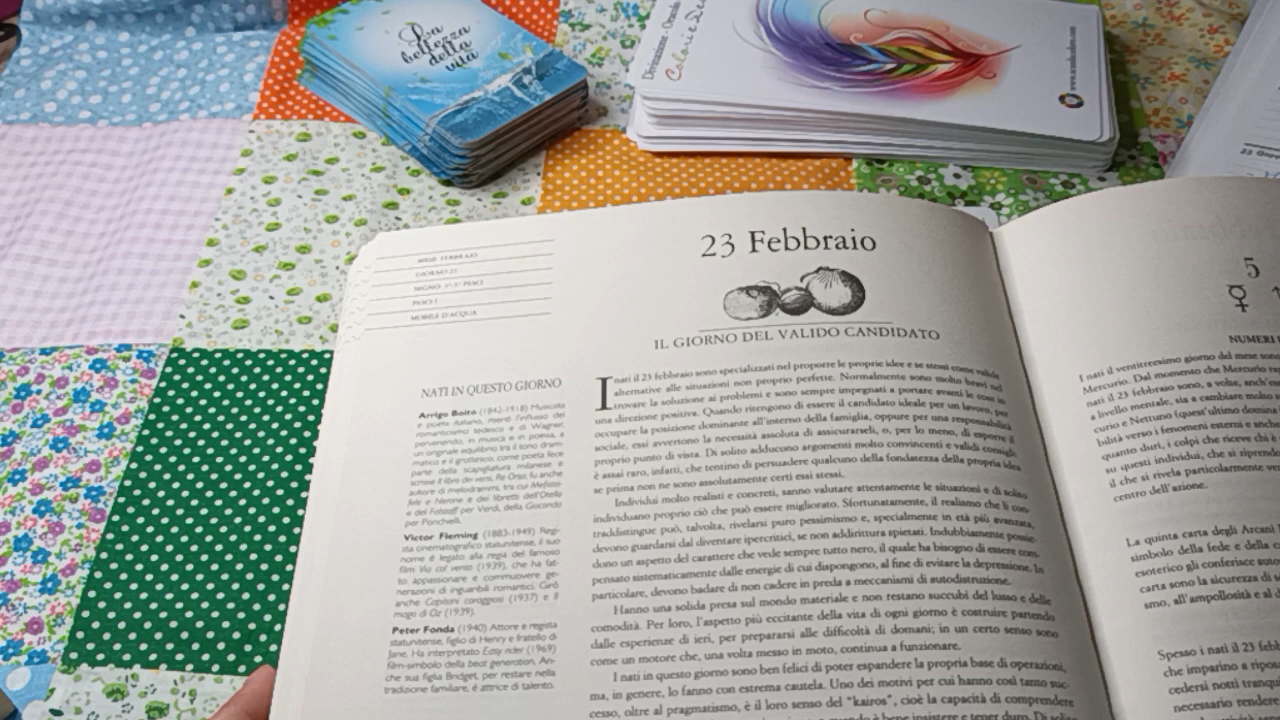 La
bellezza
della
vita
Divinazione - Oracolo
23 Febbraio
MESE FEBBRAIO
GIORNO 23
SEGNO 3°-5° PESCI
PESCI I
MOBILE D'ACQUA
IL GIORNO DEL VALIDO CANDIDATO
NATI IN QUESTO GIORNO
Arrigo Boito (1842-1918) Musicista
e poeta italiano, risentì l'influsso del
romanticismo tedesco e di Wagner,
pervenendo, in musica e in poesia, a
un originale equilibrio tra il tono dram-
matico e il grottesco; come poeta fece
parte della scapigliatura milanese e
scrisse Il libro dei versi, Re Orso; fu anche
autore di melodrammi, tra cui Mefisto-
fele e Nerone e dei libretti dell'Otello
e del Falstaff per Verdi, della Gioconda
per Ponchielli.
Victor Fleming (1883-1949) Regi-
sta cinematografico statunitense, il suo
nome è legato alla regia del famoso
film Via col vento (1939), che ha fat-
to appassionare e commuovere ge-
nerazioni di inguaribili romantici. Girò
anche Capitani coraggiosi (1937) e Il
mago di Oz (1939).
Peter Fonda (1940) Attore e regista
statunitense, figlio di Henry e fratello di
Jane. Ha interpretato Easy rider (1969)
film-simbolo della beat generation. An-
che sua figlia Bridget, per restare nella
tradizione familiare, è attrice di talento.
I nati il 23 febbraio sono specializzati nel proporre le proprie idee e se stessi come valide
alternative alle situazioni non proprio perfette. Normalmente sono molto bravi nel
trovare la soluzione ai problemi e sono sempre impegnati a portare avanti le cose in
una direzione positiva. Quando ritengono di essere il candidato ideale per un lavoro, per
occupare la posizione dominante all'interno della famiglia, oppure per una responsabilità
sociale, essi avvertono la necessità assoluta di assicurarseli, o, per lo meno, di esporre il
proprio punto di vista. Di solito adducono argomenti molto convincenti e validi consigli;
è assai raro, infatti, che tentino di persuadere qualcuno della fondatezza della propria idea
se prima non ne sono assolutamente certi essi stessi.
Individui molto realisti e concreti, sanno valutare attentamente le situazioni e di solito
individuano proprio ciò che può essere migliorato. Sfortunatamente, il realismo che li con-
traddistingue può, talvolta, rivelarsi puro pessimismo e, specialmente in età più avanzata,
devono guardarsi dal diventare ipercritici, se non addirittura spietati. Indubbiamente possie-
dono un aspetto del carattere che vede sempre tutto nero, il quale ha bisogno di essere com-
pensato sistematicamente dalle energie di cui dispongono, al fine di evitare la depressione. In
particolare, devono badare di non cadere in preda a meccanismi di autodistruzione.
Hanno una solida presa sul mondo materiale e non restano succubi del lusso e delle
comodità. Per loro, l'aspetto più eccitante della vita di ogni giorno è costruire partendo
dalle esperienze di ieri, per prepararsi alle difficoltà di domani; in un certo senso sono
come un motore che, una volta messo in moto, continua a funzionare.
I nati in questo giorno sono ben felici di poter espandere la propria base di operazioni,
ma, in genere, lo fanno con estrema cautela. Uno dei motivi per cui hanno così tanto suc-
cesso, oltre al pragmatismo, è il loro senso del "kairos", cioè la capacità di comprendere
quando è bene insistere e tener duro. Di solito
5
☿
NUMERI
I nati il ventitreesimo giorno del mese sono
Mercurio. Dal momento che Mercurio
nati il 23 febbraio sono, a volte, anch'es
a livello mentale, sia a cambiare molto
curio e Nettuno (quest'ultimo domina
bilità verso i fenomeni esterni e anche
quanto duri, i colpi che riceve chi è
su questi individui, che si riprendo
il che si rivela particolarmente ve
centro dell'azione.
La quinta carta degli Arcani
simbolo della fede e della
esoterico gli conferisce autor
carta sono la sicurezza di
smo, all'ampollosità e al d
Spesso i nati il 23 febb
che imparino a ripos
cedersi notti tranqu
necessario rendere